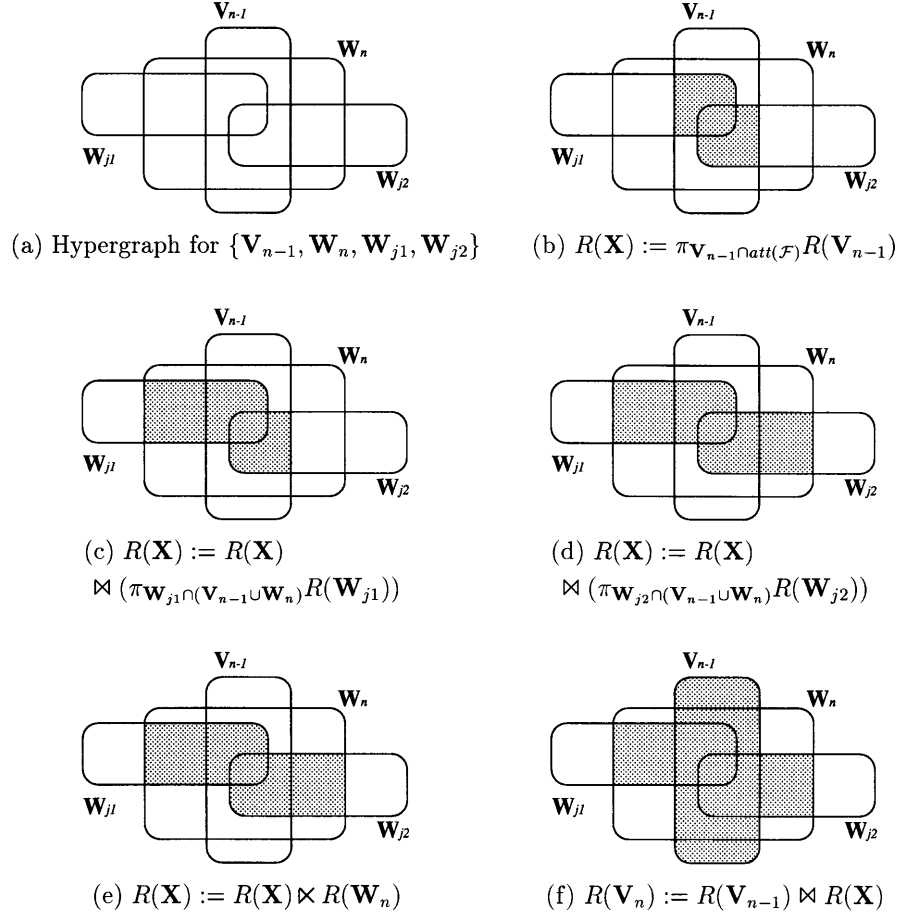 V_{n-1}
W_n
W_{j1}
W_{j2}
(a) Hypergraph for {V_{n-1}, W_n, W_{j1}, W_{j2}}
V_{n-1}
W_n
W_{j1}
W_{j2}
(b) R(X) := π_{V_{n-1}∩att(ℱ)} R(V_{n-1})
V_{n-1}
W_n
W_{j1}
W_{j2}
(c) R(X) := R(X)
⋈ (π_{W_{j1}∩(V_{n-1}∪W_n)} R(W_{j1}))
V_{n-1}
W_n
W_{j1}
W_{j2}
(d) R(X) := R(X)
⋈ (π_{W_{j2}∩(V_{n-1}∪W_n)} R(W_{j2}))
V_{n-1}
W_n
W_{j1}
W_{j2}
(e) R(X) := R(X) ⋉ R(W_n)
V_{n-1}
W_n
W_{j1}
W_{j2}
(f) R(V_n) := R(V_{n-1}) ⋈ R(X)